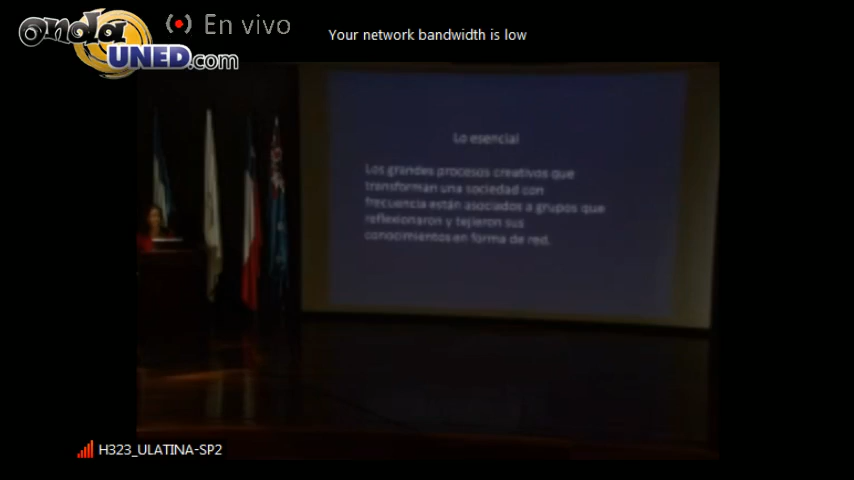 onda
UNED.com
En vivo
Your network bandwidth is low
Lo esencial
Los grandes procesos creativos que
transforman una sociedad con
frecuencia están asociados a grupos que
reflexionaron y tejieron sus
conocimientos en forma de red.
H323_ULATINA-SP2